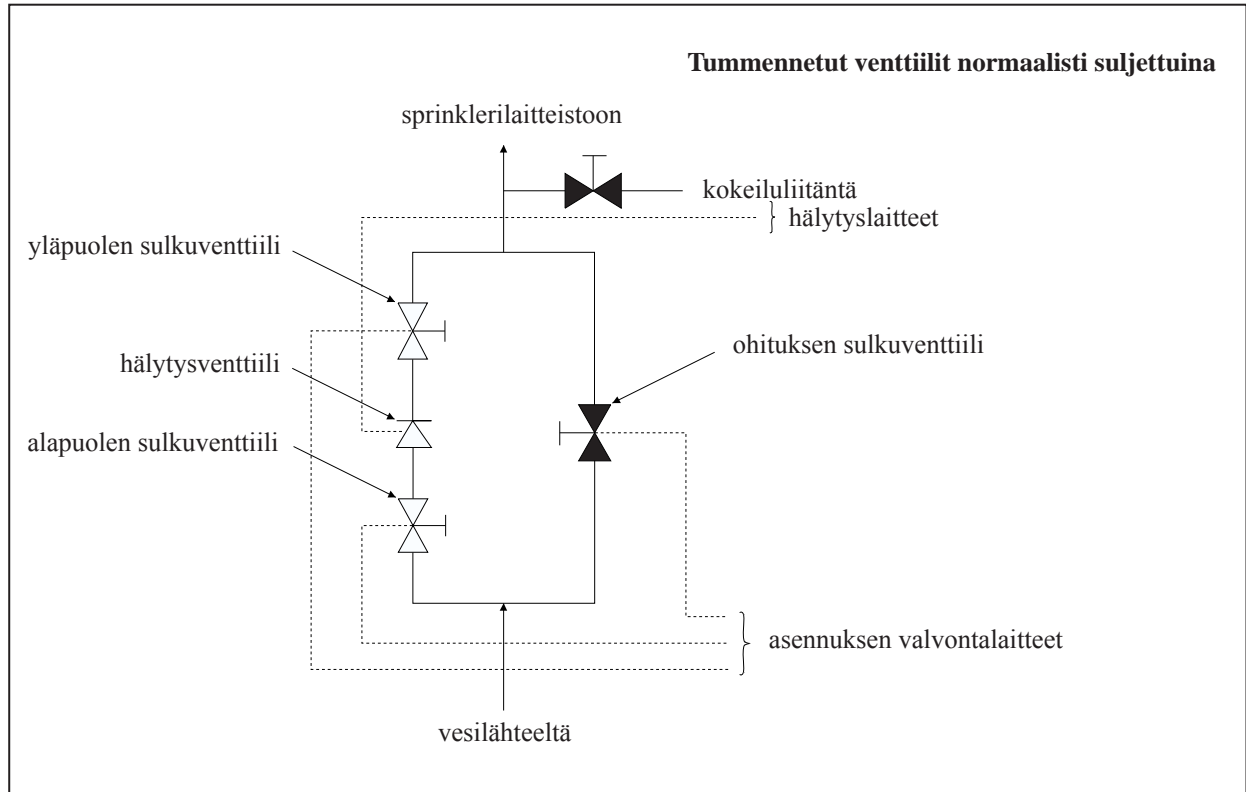 Tummennetut venttiilit normaalisti suljettuina
sprinklerilaitteistoon
kokeiluliitäntä
hälytyslaitteet
yläpuolen sulkuventtiili
ohituksen sulkuventtiili
hälytysventtiili
alapuolen sulkuventtiili
asennuksen valvontalaitteet
vesilähteeltä